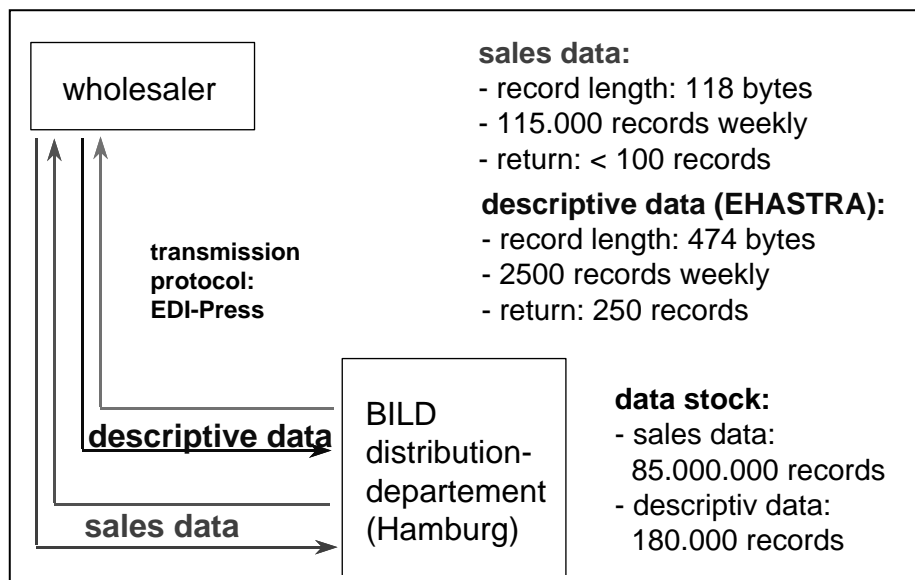 wholesaler
sales data:
- record length: 118 bytes
- 115.000 records weekly
- return: < 100 records
descriptive data (EHASTRA):
- record length: 474 bytes
- 2500 records weekly
- return: 250 records
transmission
protocol:
EDI-Press
descriptive data
sales data
BILD
distribution-
departement
(Hamburg)
data stock:
- sales data:
85.000.000 records
- descriptiv data:
180.000 records